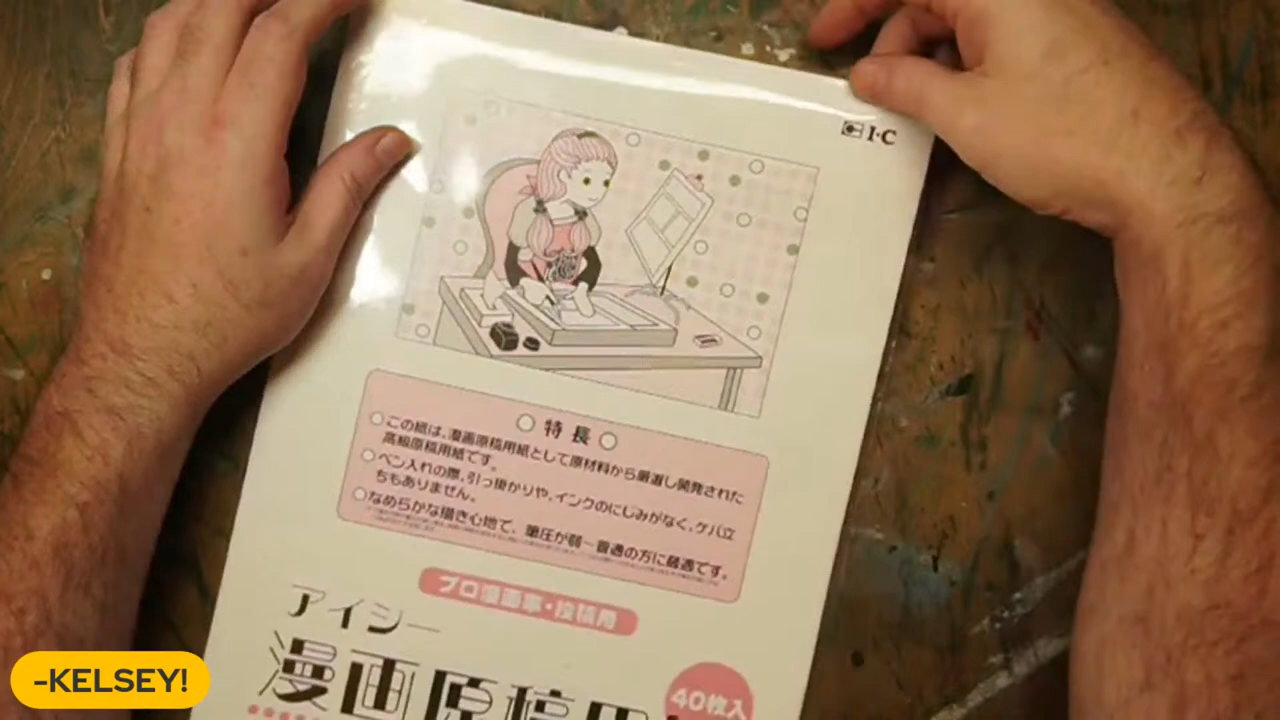 I·C
特長
○この紙は、漫画原稿用紙として原材料から厳選し開発された
高級原稿用紙です。
○ペン入れの際、引っ掛かりや、インクのにじみがなく、ケバ立
ちもありません。
○なめらかな描き心地で、筆圧が弱~普通の方に最適です。
プロ漫画家・投稿用
アイシー
漫画原稿用
40枚入
-KELSEY!